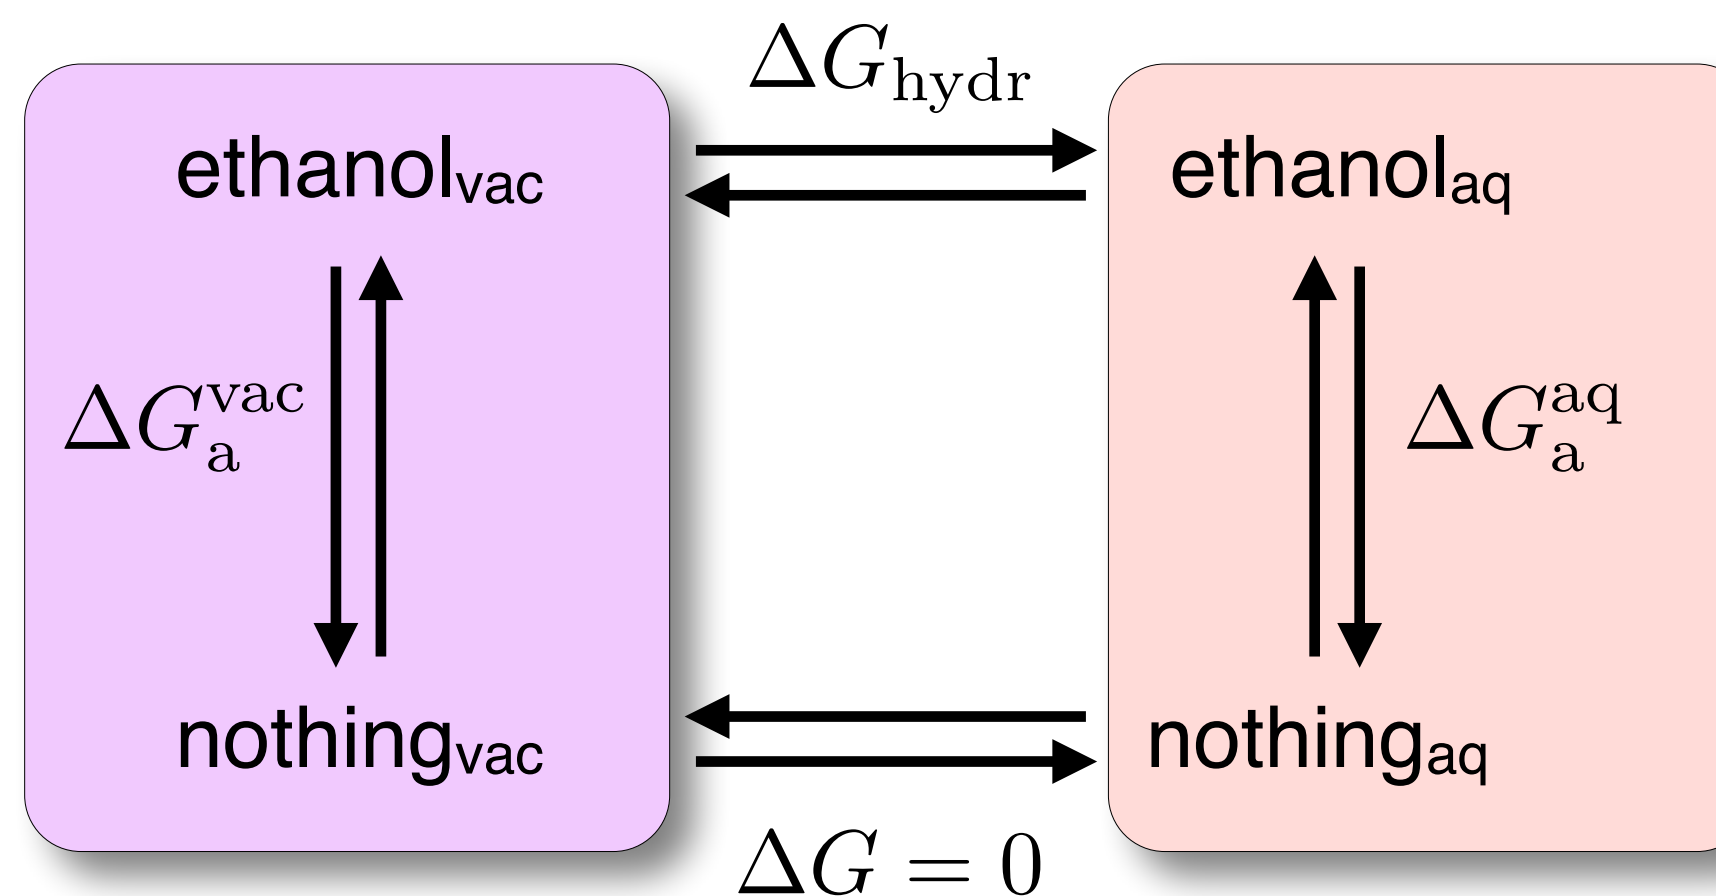 ΔG_hydr
ethanol_vac
ethanol_aq
ΔG_a^vac
ΔG_a^aq
nothing_vac
nothing_aq
ΔG = 0